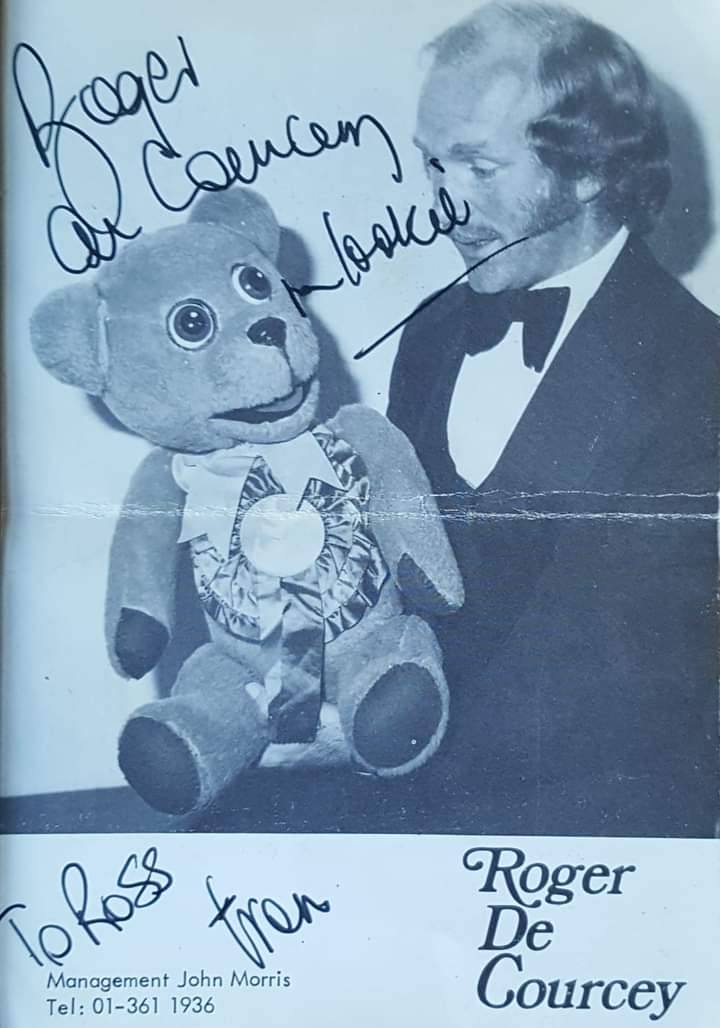 Roger
de Courcey
nookie
To Ross
from
Management John Morris
Tel: 01-361 1936
Roger
De
Courcey